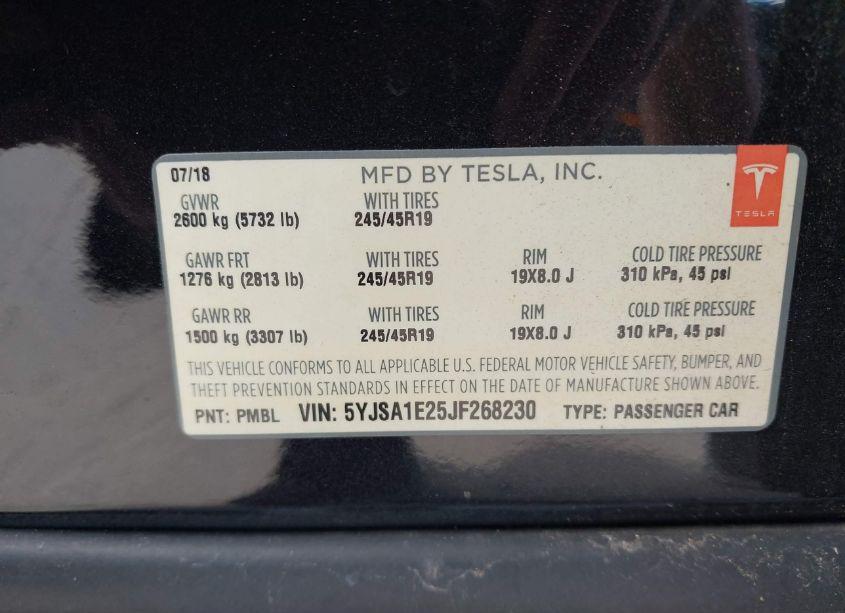 07/18 MFD BY TESLA, INC.
GVWR WITH TIRES
2600 kg (5732 lb) 245/45R19
TESLA
GAWR FRT WITH TIRES RIM COLD TIRE PRESSURE
1276 kg (2813 lb) 245/45R19 19X8.0 J 310 kPa, 45 psi
GAWR RR WITH TIRES RIM COLD TIRE PRESSURE
1500 kg (3307 lb) 245/45R19 19X8.0 J 310 kPa, 45 psi
THIS VEHICLE CONFORMS TO ALL APPLICABLE U.S. FEDERAL MOTOR VEHICLE SAFETY, BUMPER, AND
THEFT PREVENTION STANDARDS IN EFFECT ON THE DATE OF MANUFACTURE SHOWN ABOVE.
PNT: PMBL VIN: 5YJSA1E25JF268230 TYPE: PASSENGER CAR